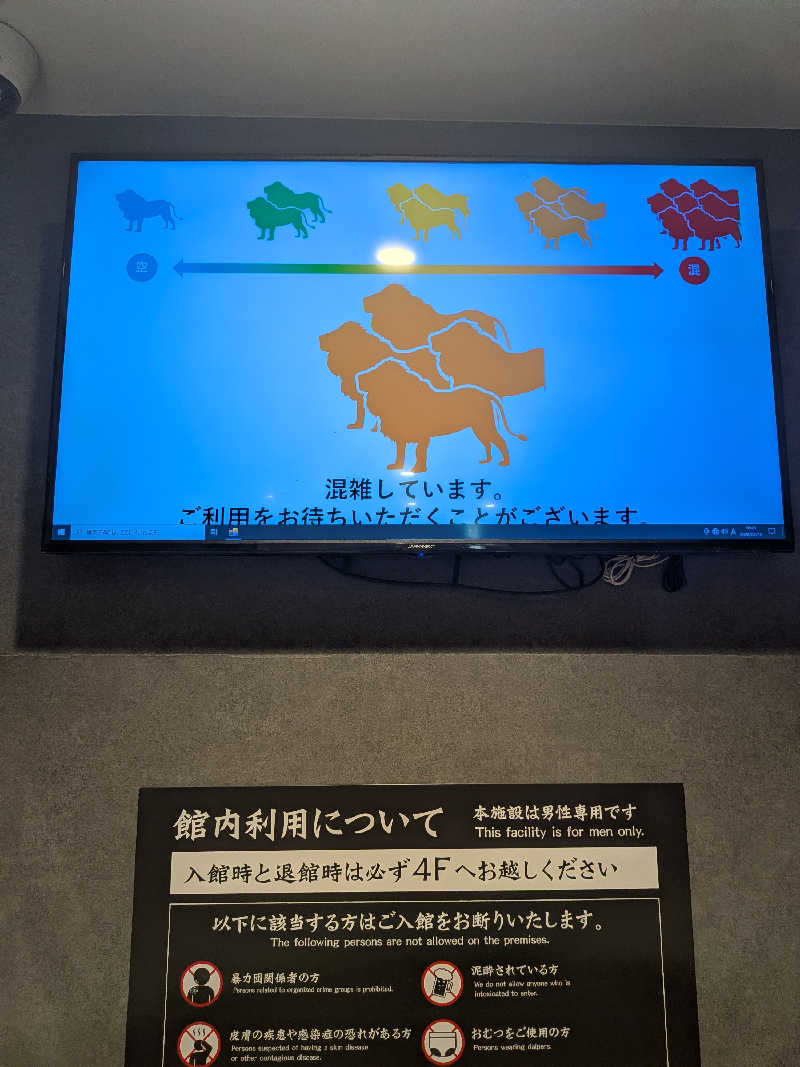 空
混
混雑しています。
ご利用をお待ちいただくことがございます。
館内利用について
本施設は男性専用です
This facility is for men only.
入館時と退館時は必ず4Fへお越しください
以下に該当する方はご入館をお断りいたします。
The following persons are not allowed on the premises.
暴力団関係者の方
Persons related to organized crime groups is prohibited.
泥酔されている方
We do not allow anyone who is
intoxicated to enter.
皮膚の疾患や感染症の恐れがある方
Persons suspected of having a skin disease
or other contagious disease.
おむつをご使用の方
Persons wearing diapers.